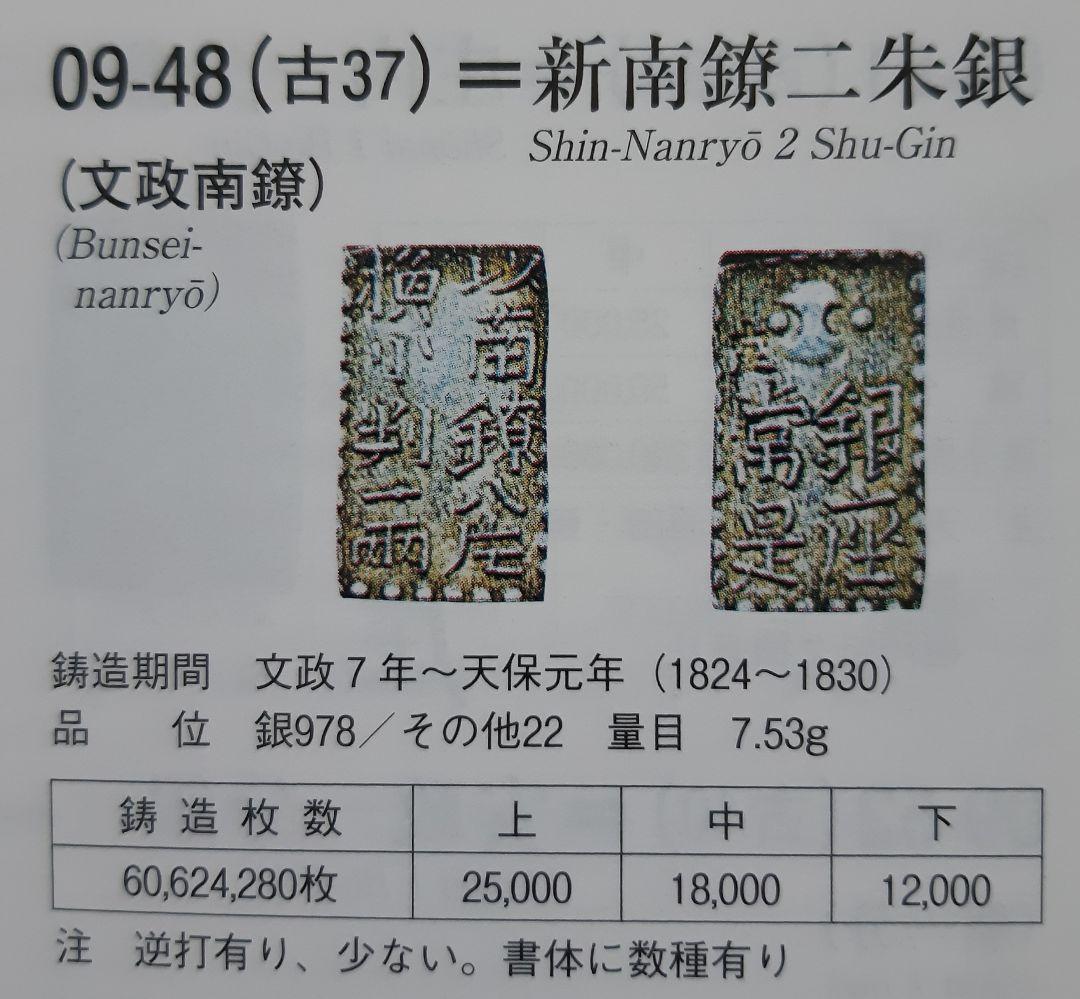 09-48(古37)=新南鐐二朱銀
Shin-Nanryō 2 Shu-Gin
(文政南鐐)
(Bunsei-
nanryō)
以南鐐八片
換小判一兩
銀座
常是
鋳造期間 文政7年〜天保元年(1824〜1830)
品位 銀978/その他22 量目 7.53g
鋳造枚数 上 中 下
60,624,280枚 25,000 18,000 12,000
注 逆打有り、少ない。書体に数種有り